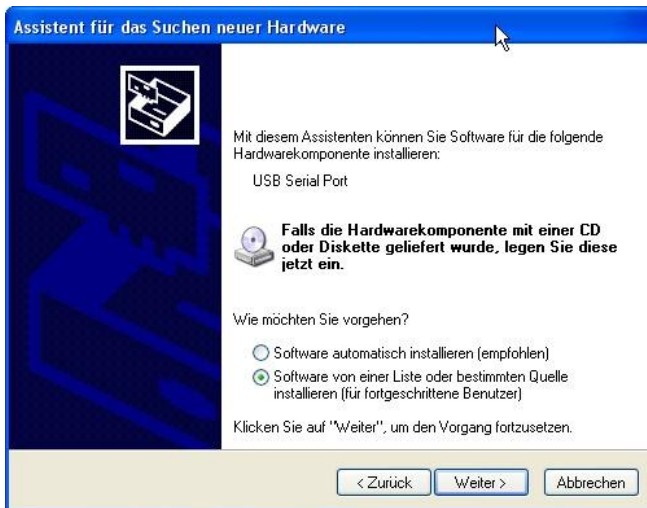 Assistent für das Suchen neuer Hardware
Mit diesem Assistenten können Sie Software für die folgende
Hardwarekomponente installieren:
USB Serial Port
Falls die Hardwarekomponente mit einer CD
oder Diskette geliefert wurde, legen Sie diese
jetzt ein.
Wie möchten Sie vorgehen?
Software automatisch installieren (empfohlen)
Software von einer Liste oder bestimmten Quelle
installieren (für fortgeschrittene Benutzer)
Klicken Sie auf "Weiter", um den Vorgang fortzusetzen.
< Zurück Weiter > Abbrechen